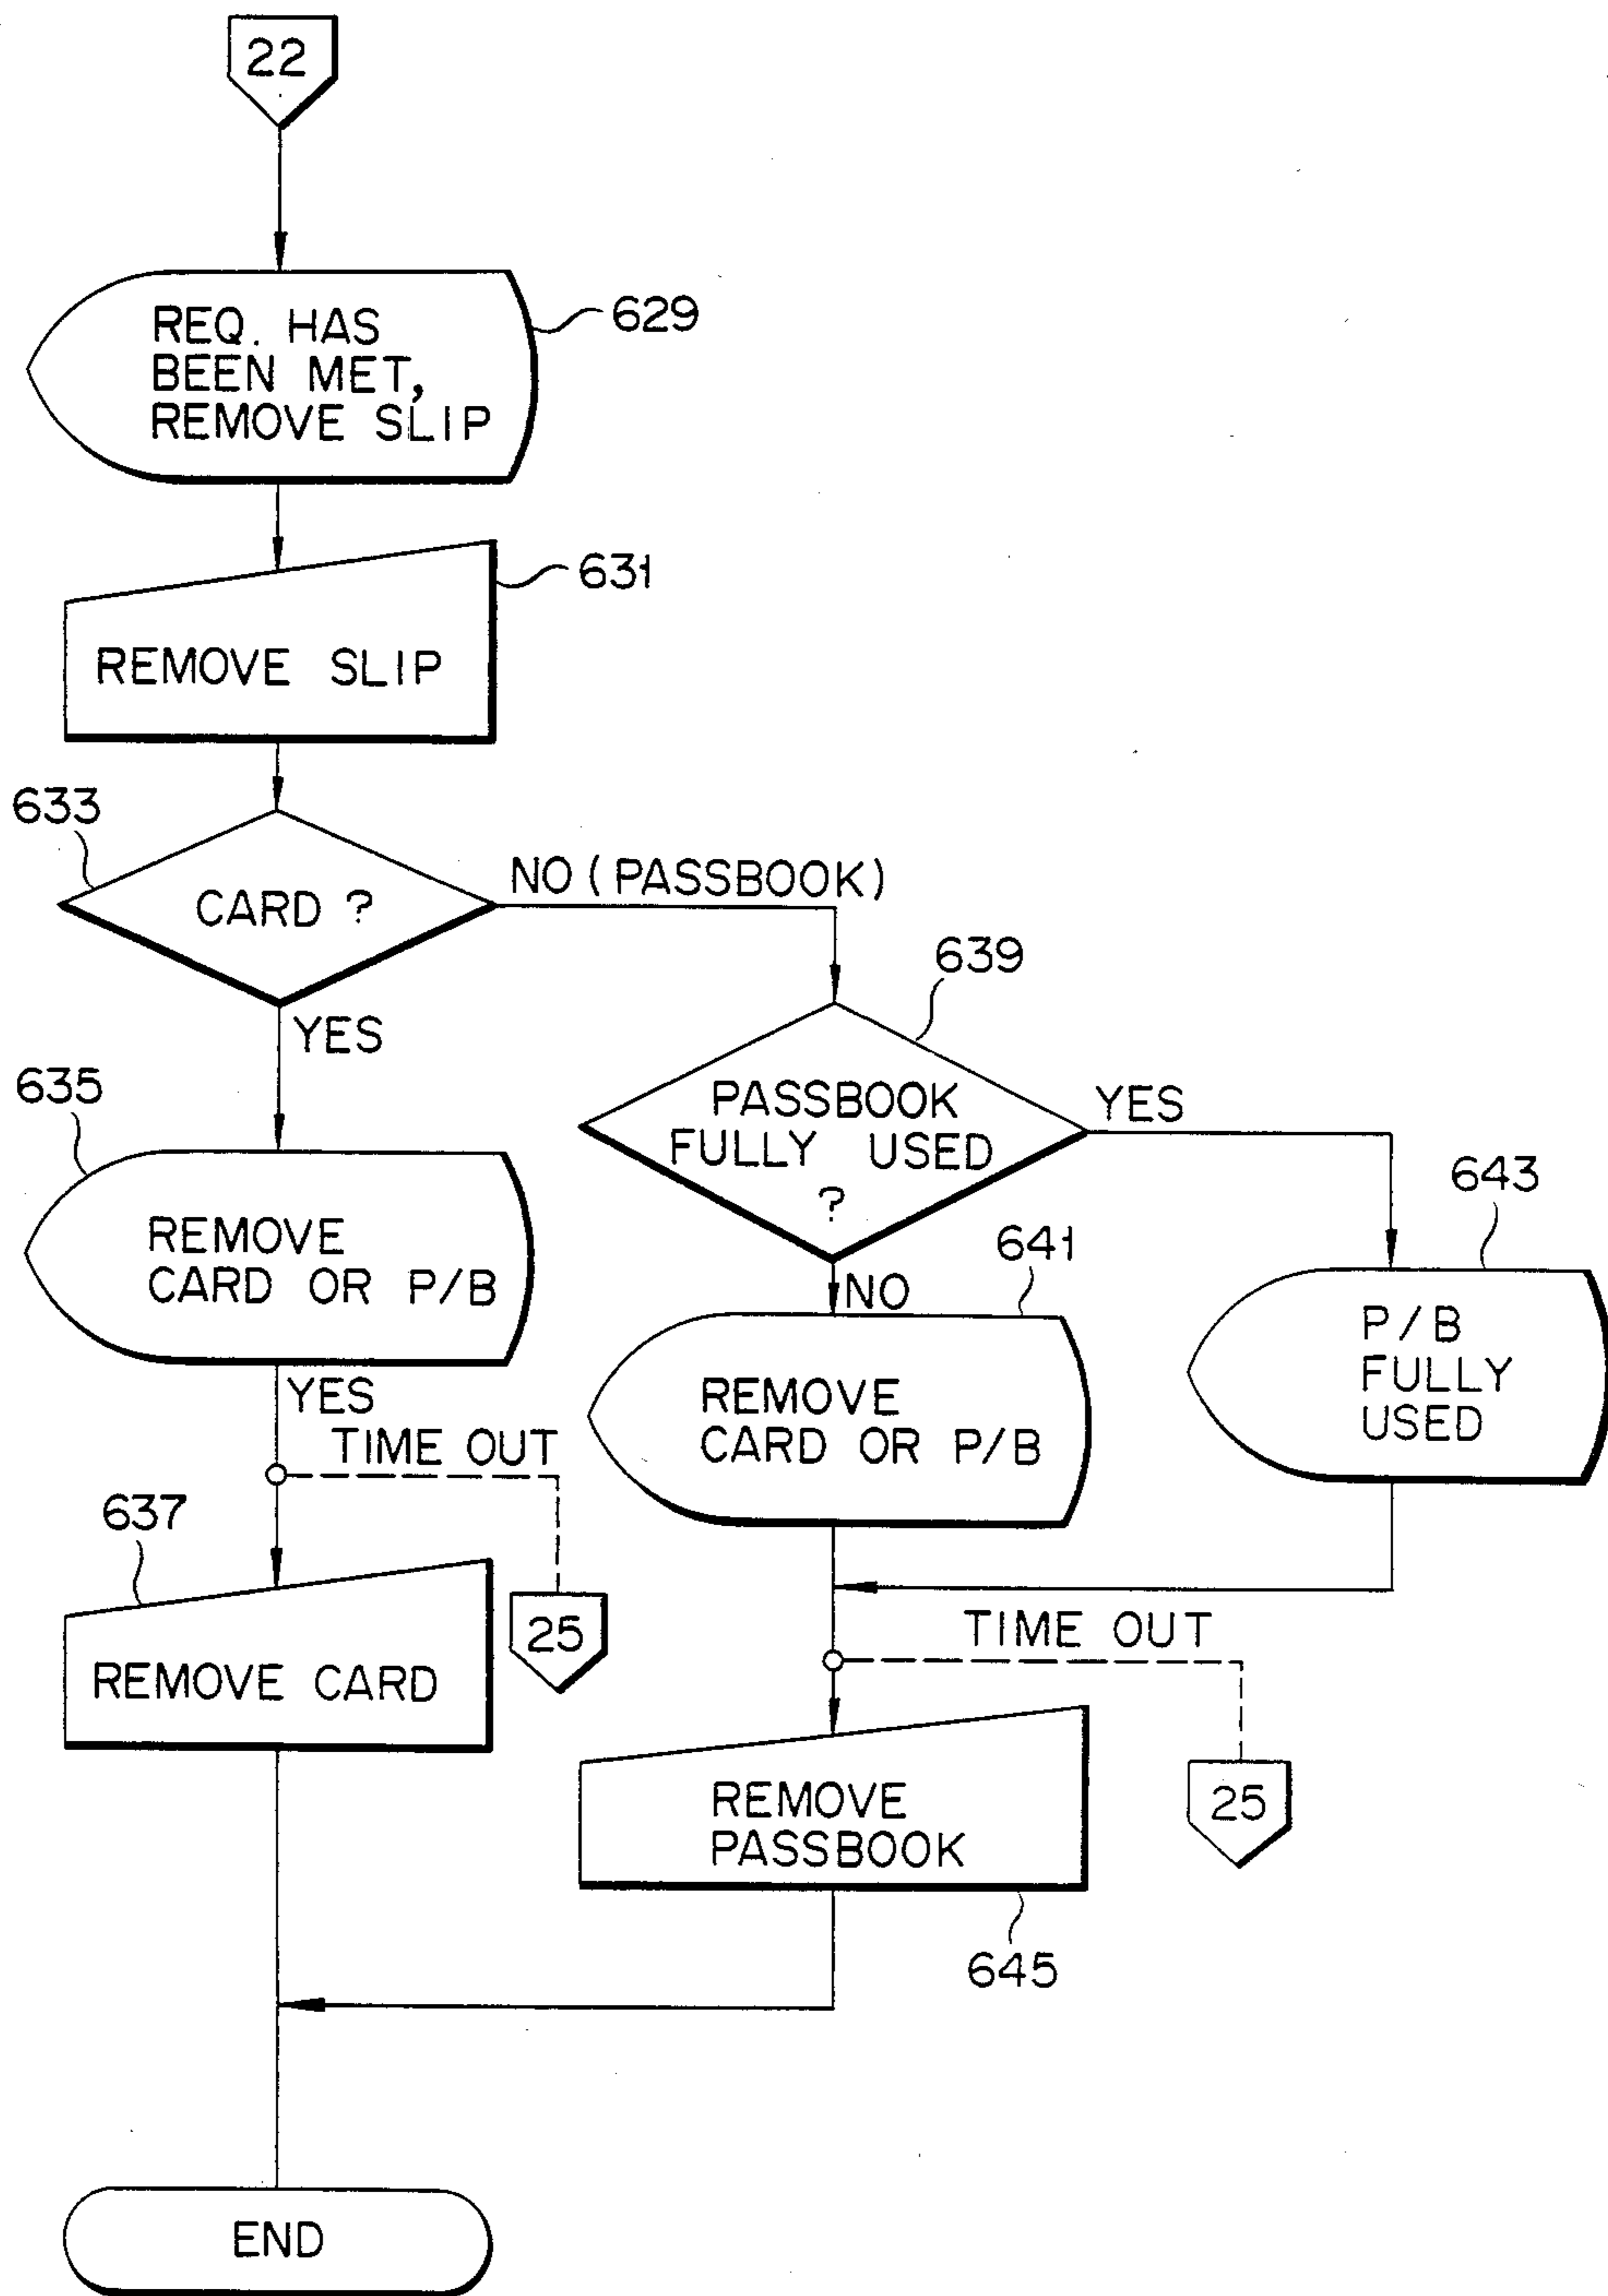 22
REQ. HAS
BEEN MET,
REMOVE SLIP
629
631
REMOVE SLIP
633
CARD ?
NO (PASSBOOK)
YES
639
PASSBOOK
FULLY USED
?
YES
635
REMOVE
CARD OR P/B
NO
641
REMOVE
CARD OR P/B
643
P/B
FULLY
USED
YES
TIME OUT
25
637
REMOVE CARD
TIME OUT
25
REMOVE
PASSBOOK
645
END